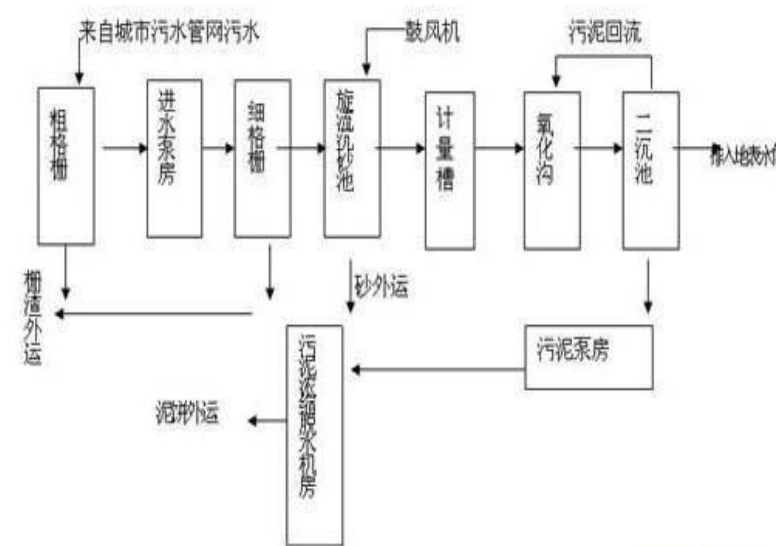 来自城市污水管网污水
鼓风机
污泥回流
粗格栅
进水泵房
细格栅
旋流沉砂池
计量槽
氧化沟
二沉池
排入地表水
栅渣外运
砂外运
污泥泵房
污泥浓缩脱水机房
泥饼外运